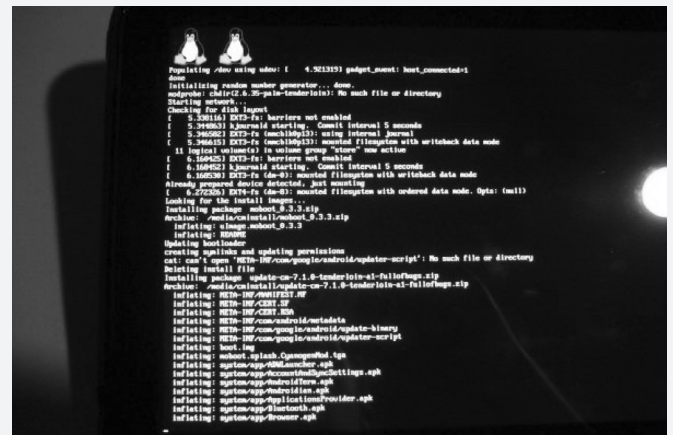 Populating /dev using udev: [    4.921319] gadget_event: host_connected=1
done
Initializing random number generator... done.
modprobe: chdir(2.6.35-palm-tenderloin): No such file or directory
Starting network...
Checking for disk layout
[    5.330116] EXT3-fs: barriers not enabled
[    5.344863] kjournald starting.  Commit interval 5 seconds
[    5.346582] EXT3-fs (mmcblk0p13): using internal journal
[    5.346615] EXT3-fs (mmcblk0p13): mounted filesystem with writeback data mode
  11 logical volume(s) in volume group "store" now active
[    6.160425] EXT3-fs: barriers not enabled
[    6.160452] kjournald starting.  Commit interval 5 seconds
[    6.160530] EXT3-fs (dm-0): mounted filesystem with writeback data mode
Already prepared device detected, just mounting
[    6.272326] EXT4-fs (dm-8): mounted filesystem with ordered data mode. Opts: (null)
Looking for the install images...
Installing package  moboot_0.3.3.zip
Archive:  /media/cminstall/moboot_0.3.3.zip
  inflating: uImage.moboot_0.3.3
  inflating: README
Updating bootloader
creating symlinks and updating permissions
cat: can't open 'META-INF/com/google/android/updater-script': No such file or directory
Deleting install file
Installing package  update-cm-7.1.0-tenderloin-a1-fullofbugs.zip
Archive:  /media/cminstall/update-cm-7.1.0-tenderloin-a1-fullofbugs.zip
  inflating: META-INF/MANIFEST.MF
  inflating: META-INF/CERT.SF
  inflating: META-INF/CERT.RSA
  inflating: META-INF/com/android/metadata
  inflating: META-INF/com/google/android/update-binary
  inflating: META-INF/com/google/android/updater-script
  inflating: boot.img
  inflating: moboot.splash.CyanogenMod.tga
  inflating: system/app/ADWLauncher.apk
  inflating: system/app/AccountAndSyncSettings.apk
  inflating: system/app/AndroidTerm.apk
  inflating: system/app/Androidian.apk
  inflating: system/app/ApplicationsProvider.apk
  inflating: system/app/Bluetooth.apk
  inflating: system/app/Browser.apk